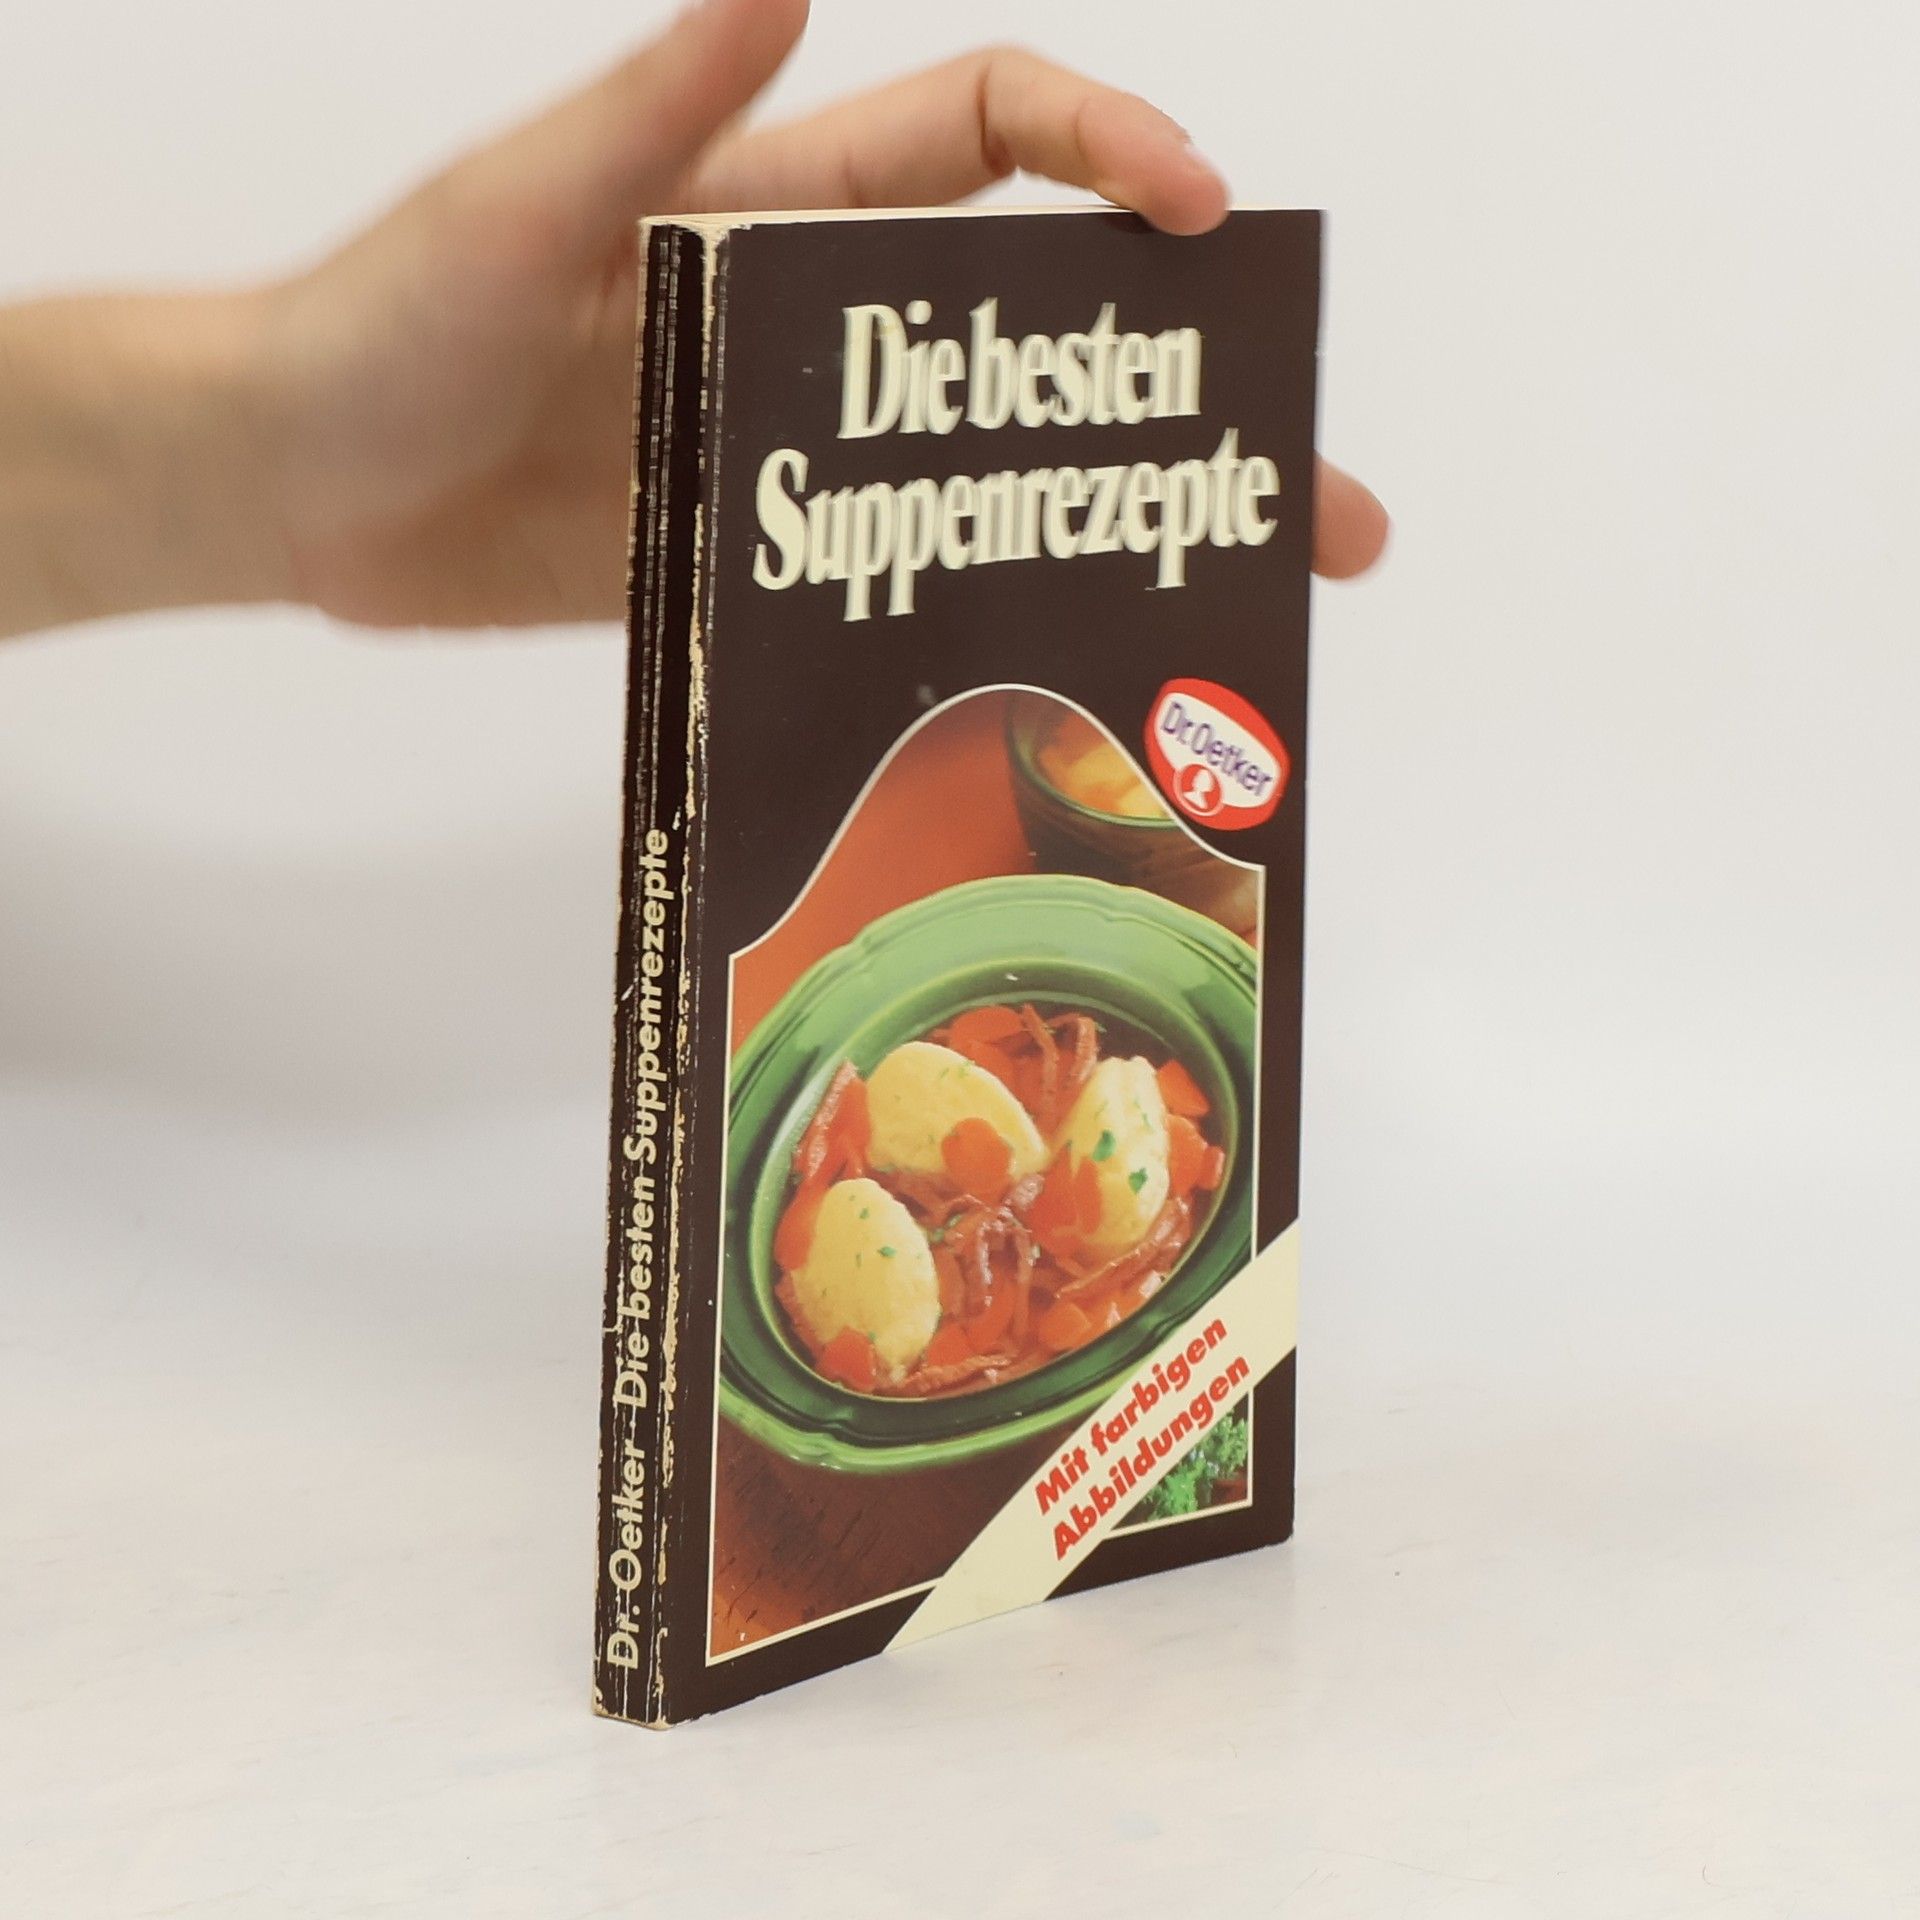 Die besten
Suppenrezepte
Dr. Oetker
Mit farbigen
Abbildungen
Dr. Oetker · Die besten Suppenrezepte